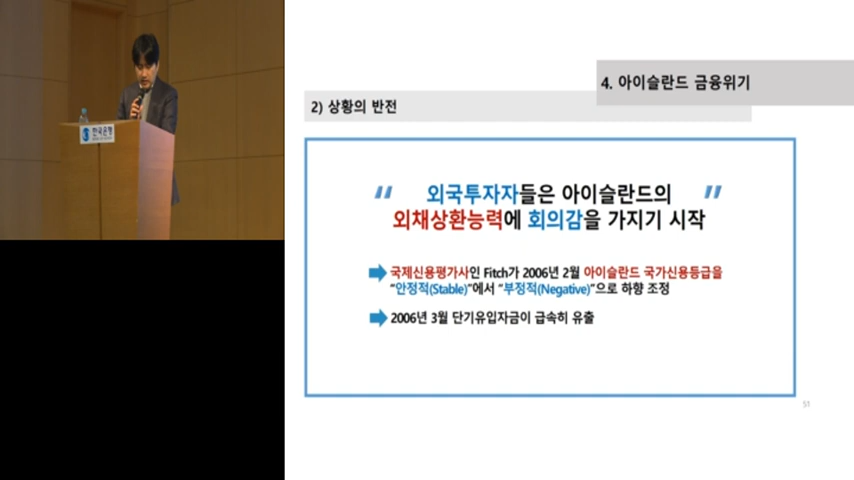 한국은행
4. 아이슬란드 금융위기
2) 상황의 반전
“ 외국투자자들은 아이슬란드의 ”
외채상환능력에 회의감을 가지기 시작
국제신용평가사인 Fitch가 2006년 2월 아이슬란드 국가신용등급을
“안정적(Stable)”에서 “부정적(Negative)”으로 하향 조정
2006년 3월 단기유입자금이 급속히 유출
51